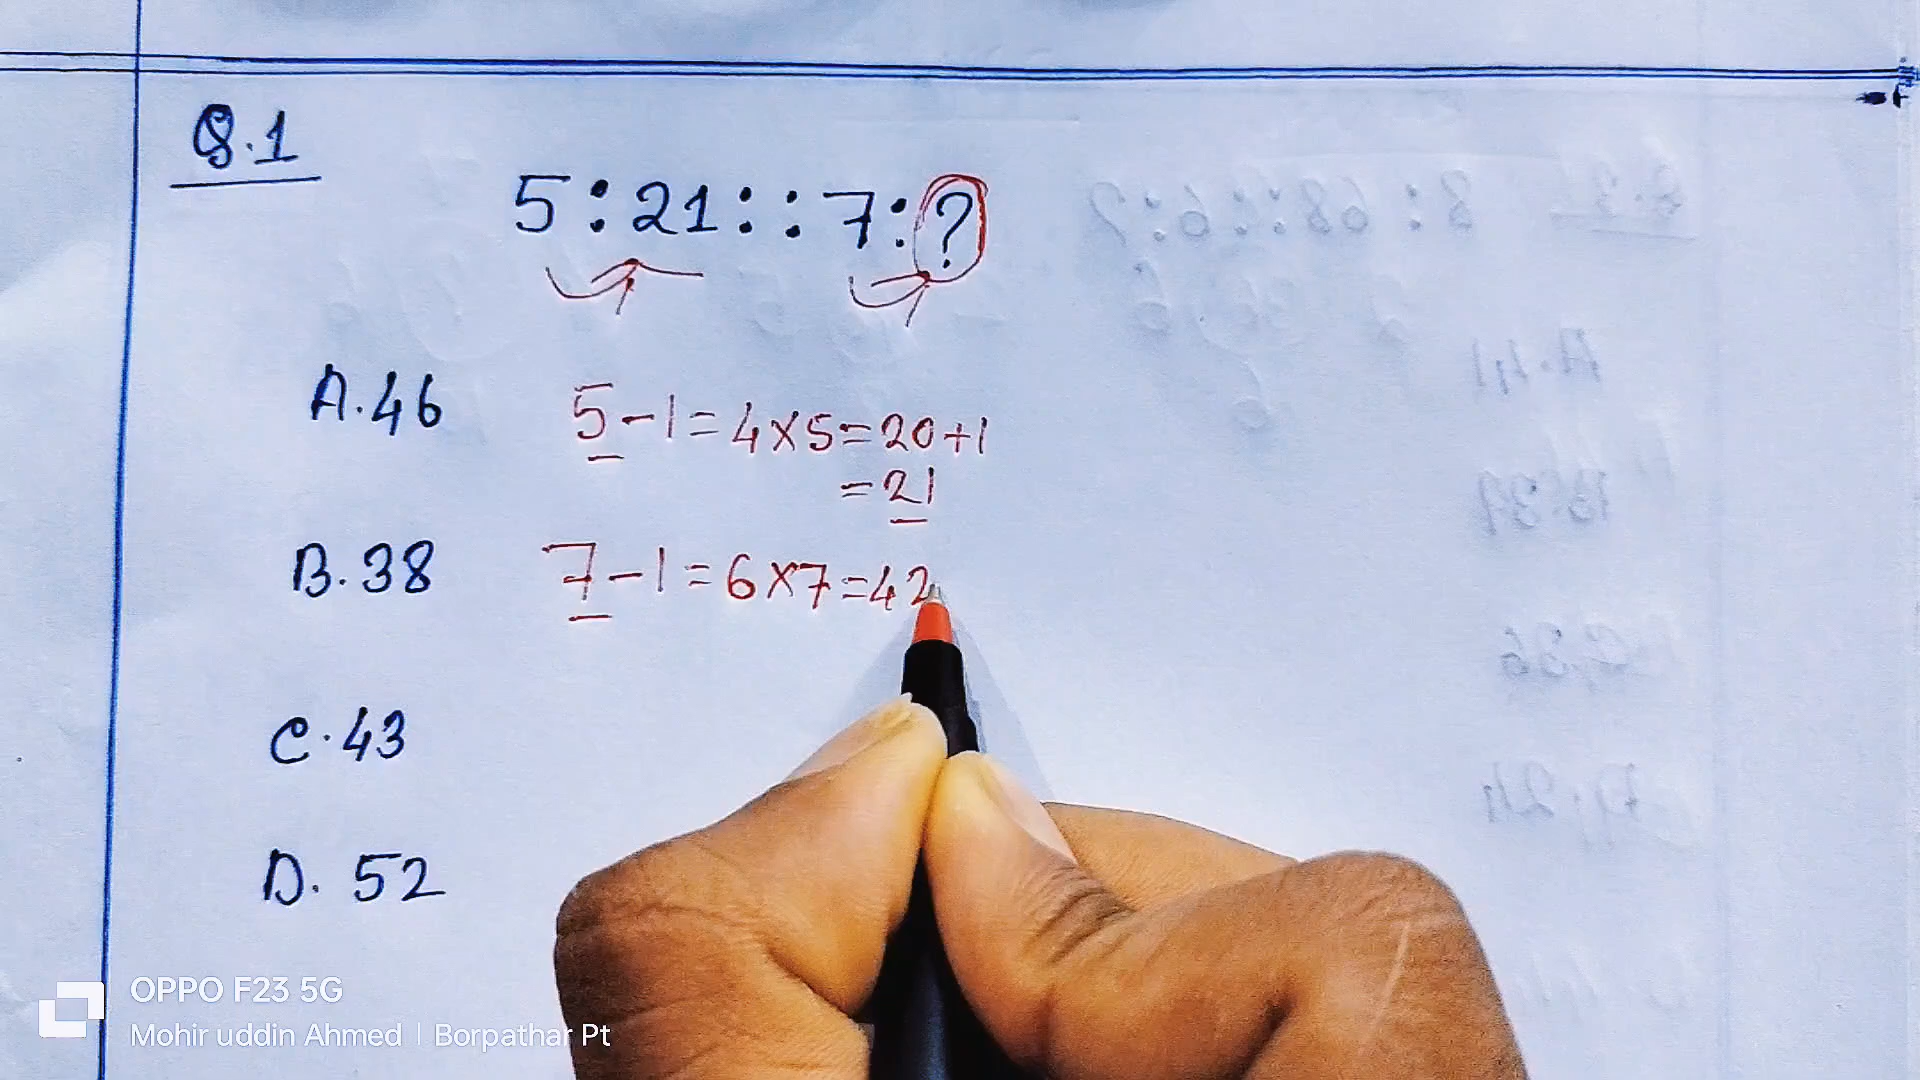 Q.1
5:21::7:?
A.46
5-1=4×5=20+1
=21
B.38
7-1=6×7=42
C.43
D. 52
OPPO F23 5G
Mohir uddin Ahmed | Borpathar Pt